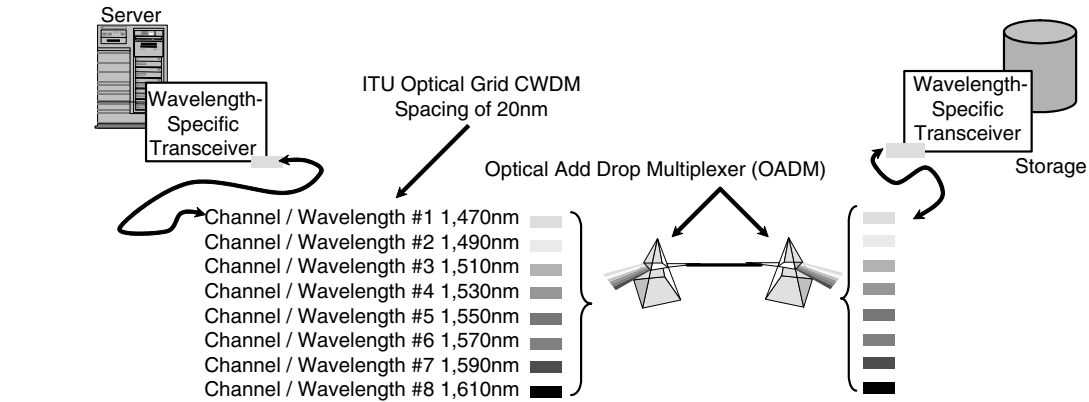 Server
Wavelength-
Specific
Transceiver
ITU Optical Grid CWDM
Spacing of 20nm
Optical Add Drop Multiplexer (OADM)
Wavelength-
Specific
Transceiver
Storage
Channel / Wavelength #1 1,470nm
Channel / Wavelength #2 1,490nm
Channel / Wavelength #3 1,510nm
Channel / Wavelength #4 1,530nm
Channel / Wavelength #5 1,550nm
Channel / Wavelength #6 1,570nm
Channel / Wavelength #7 1,590nm
Channel / Wavelength #8 1,610nm